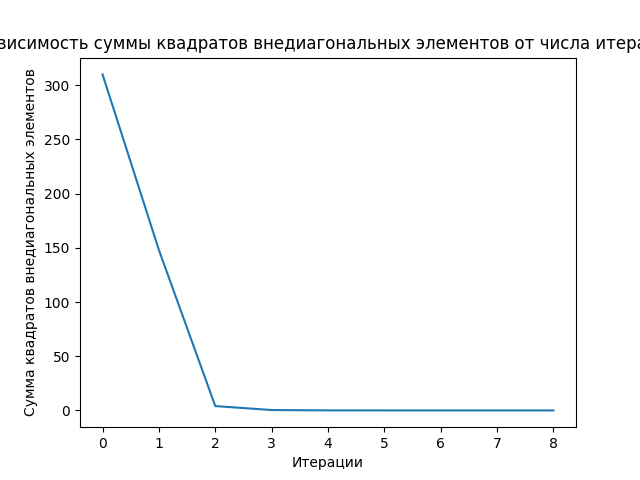 висимость суммы квадратов внедиагональных элементов от числа итера
Сумма квадратов внедиагональных элементов
300
250
200
150
100
50
0
0 1 2 3 4 5 6 7 8
Итерации